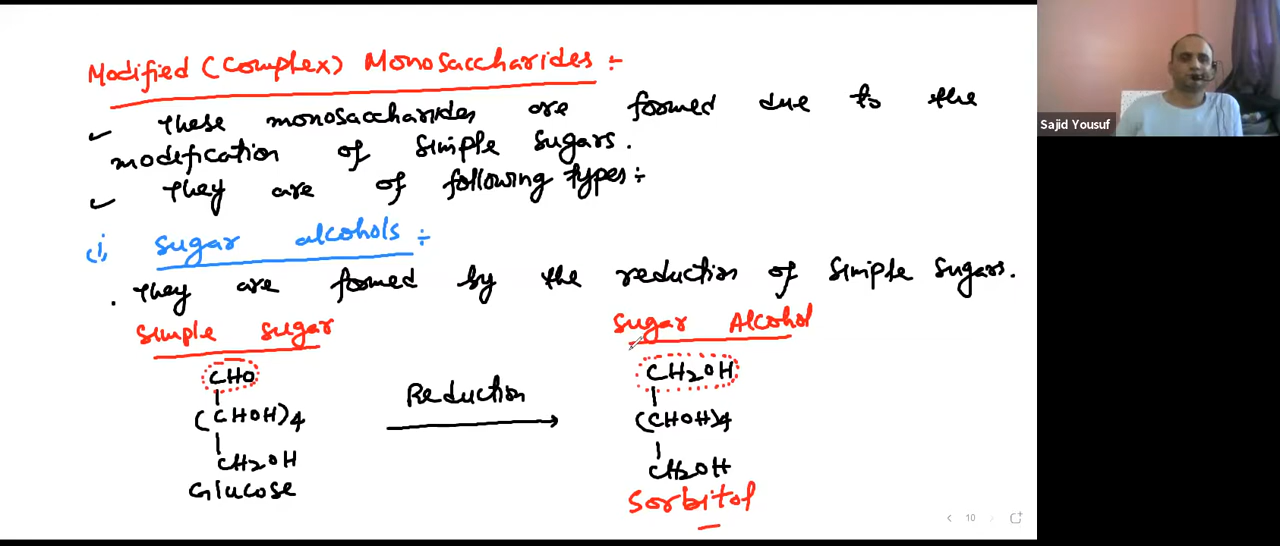 Modified (Complex) Monosaccharides :-
✓ These monosaccharides are formed due to the
modefication of simple sugars.
✓ They are of following types :-
(i, sugar alcohols :-
. They are formed by the reduction of simple sugars.
Simple sugar
Sugar Alcohol
CHO
(CHOH)4
CH2OH
Glucose
Reduction
CH2OH
(CHOH)4
CH2OH
Sorbitol
Sajid Yousuf
10